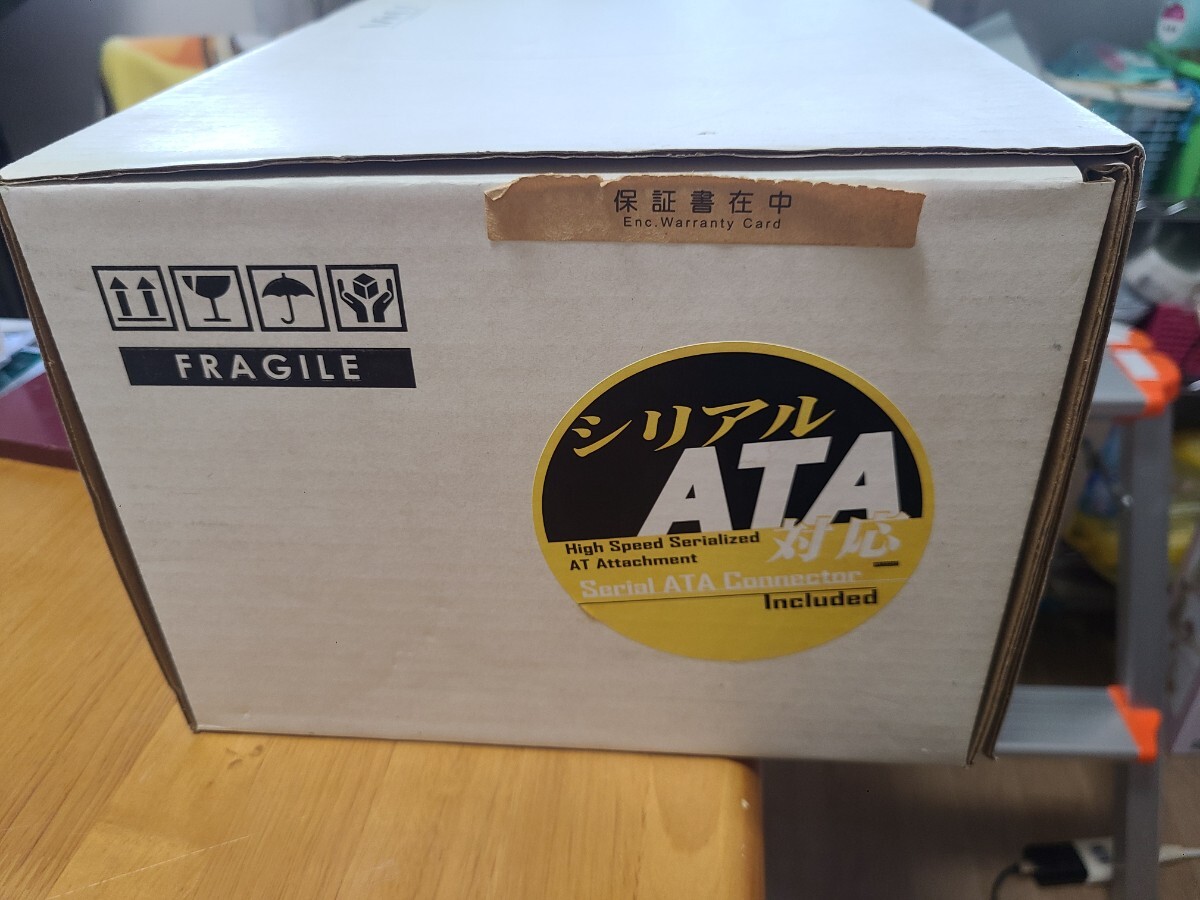 保証書在中
Enc.Warranty Card
FRAGILE
シリアル
ATA
対応
High Speed Serialized
AT Attachment
Serial ATA Connector
Included